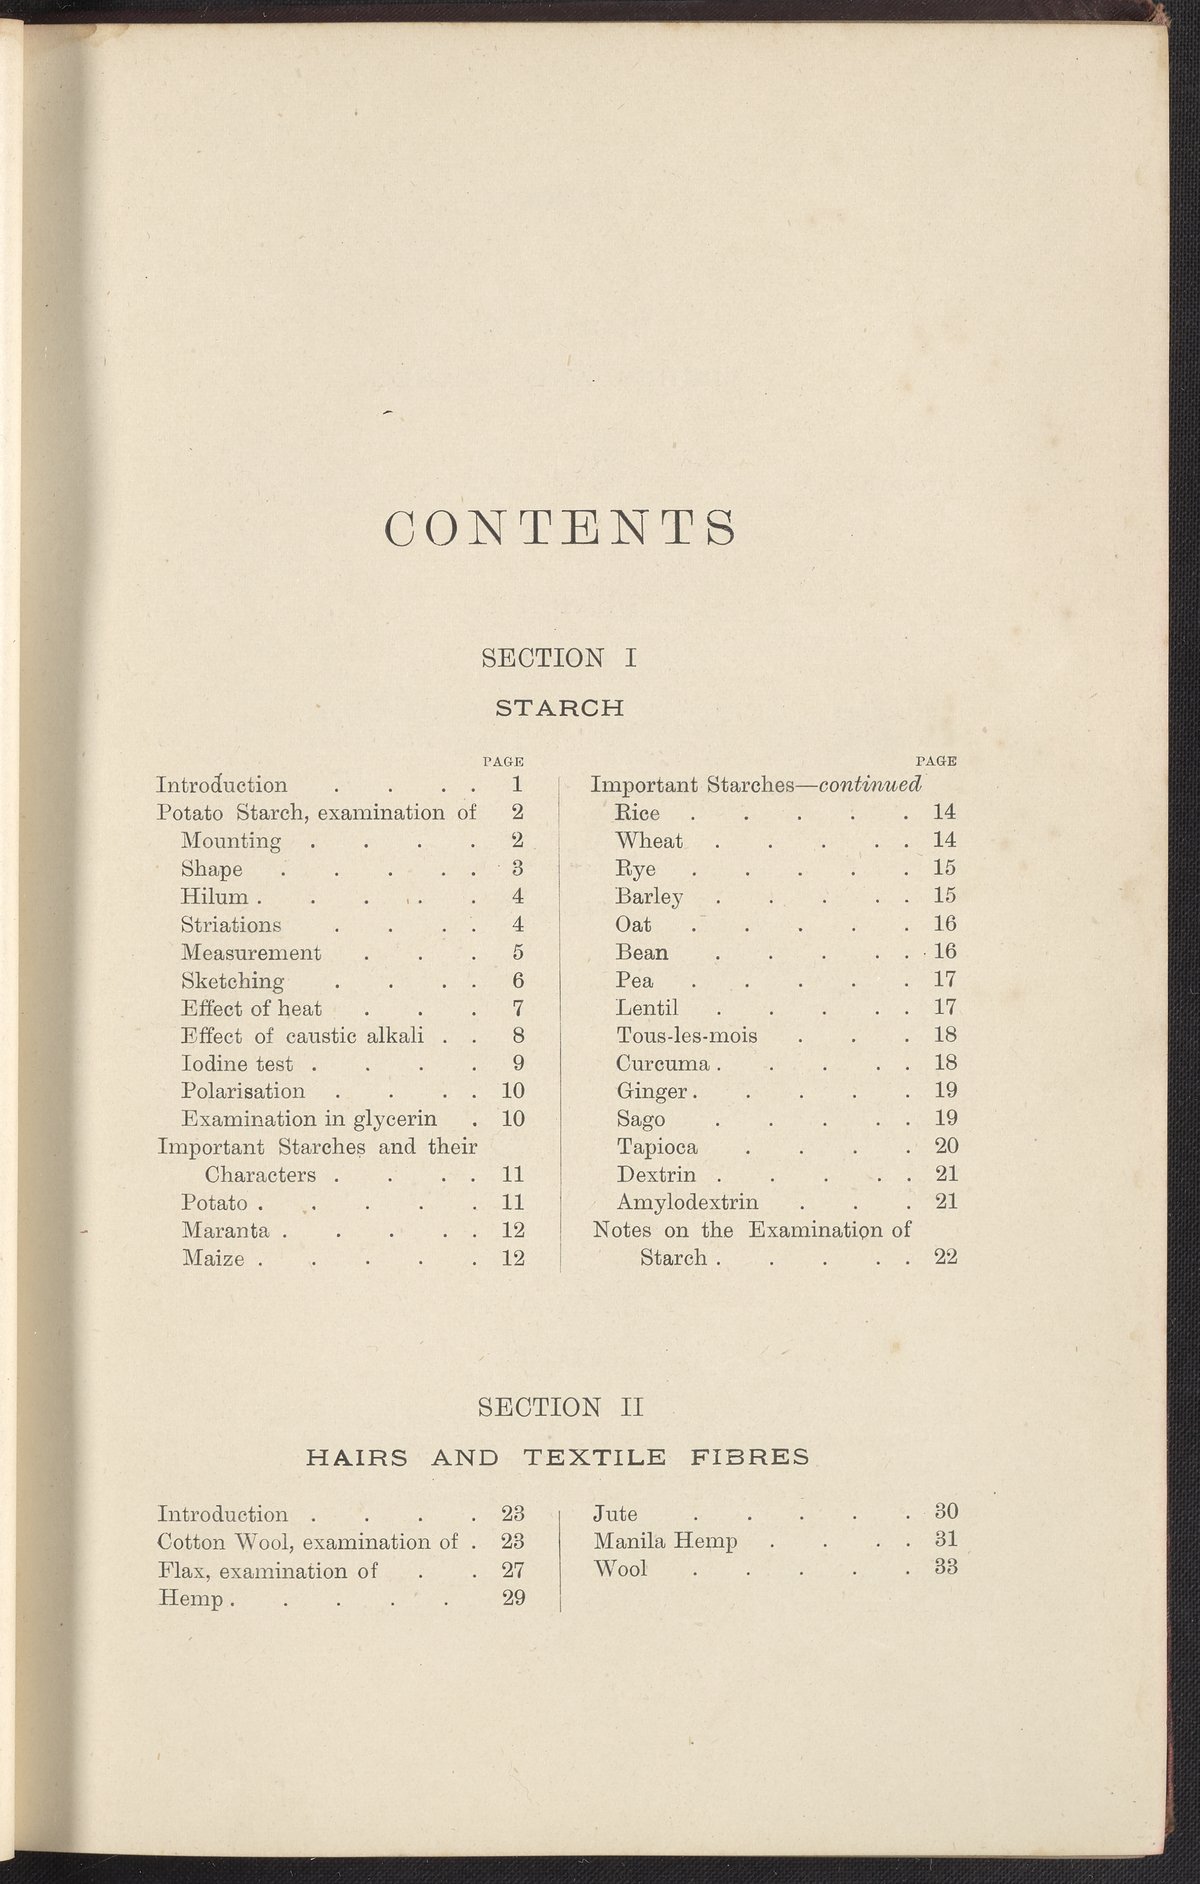 CONTENTS
SECTION I
STARCH
PAGE
Introduction . . . . 1
Potato Starch, examination of 2
Mounting . . . . 2
Shape . . . . . 3
Hilum . . . . . 4
Striations . . . . 4
Measurement . . . 5
Sketching . . . . 6
Effect of heat . . . 7
Effect of caustic alkali . . 8
Iodine test . . . . 9
Polarisation . . . . 10
Examination in glycerin . 10
Important Starches and their
Characters . . . . 11
Potato . . . . . 11
Maranta . . . . . 12
Maize . . . . . 12
PAGE
Important Starches—continued
Rice . . . . . 14
Wheat . . . . . 14
Rye . . . . . 15
Barley . . . . . 15
Oat . . . . . 16
Bean . . . . . 16
Pea . . . . . 17
Lentil . . . . . 17
Tous-les-mois . . . 18
Curcuma . . . . . 18
Ginger . . . . . 19
Sago . . . . . 19
Tapioca . . . . 20
Dextrin . . . . . 21
Amylodextrin . . . 21
Notes on the Examination of
Starch . . . . . 22
SECTION II
HAIRS AND TEXTILE FIBRES
Introduction . . . . 23
Cotton Wool, examination of . 23
Flax, examination of . . 27
Hemp . . . . . 29
Jute . . . . . 30
Manila Hemp . . . . 31
Wool . . . . . 33